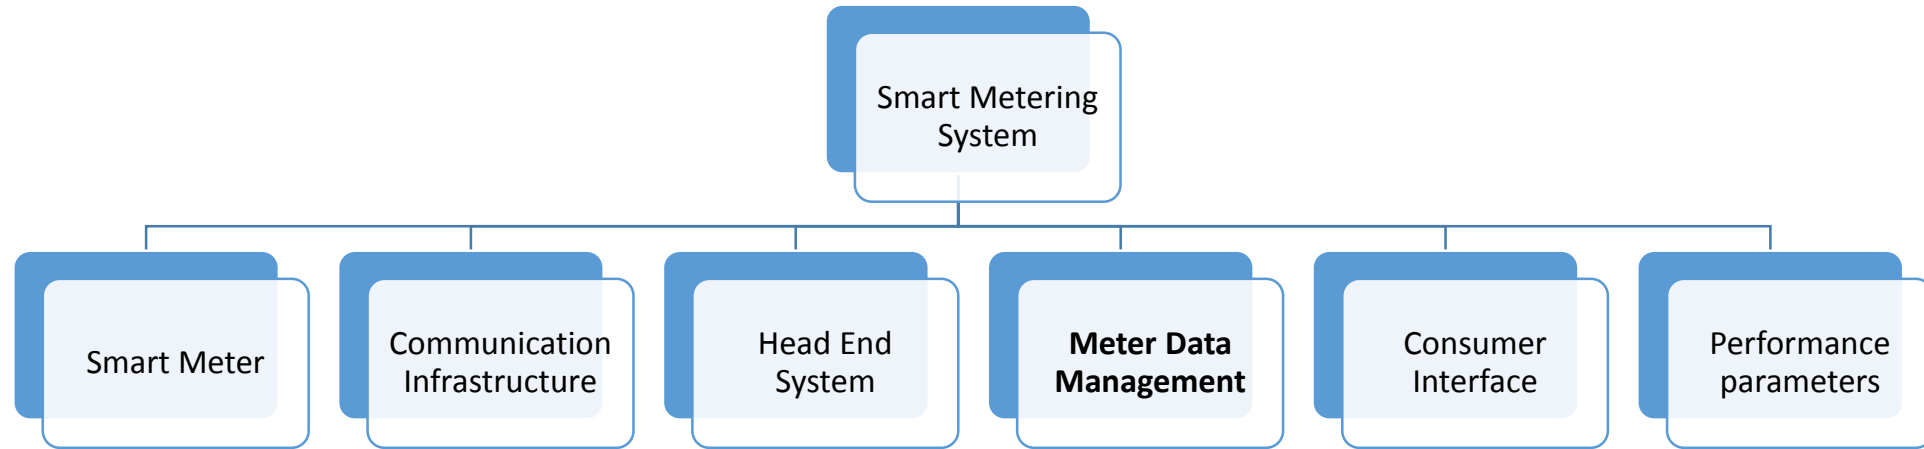 Smart Metering
System
Smart Meter
Communication
Infrastructure
Head End
System
Meter Data
Management
Consumer
Interface
Performance
parameters